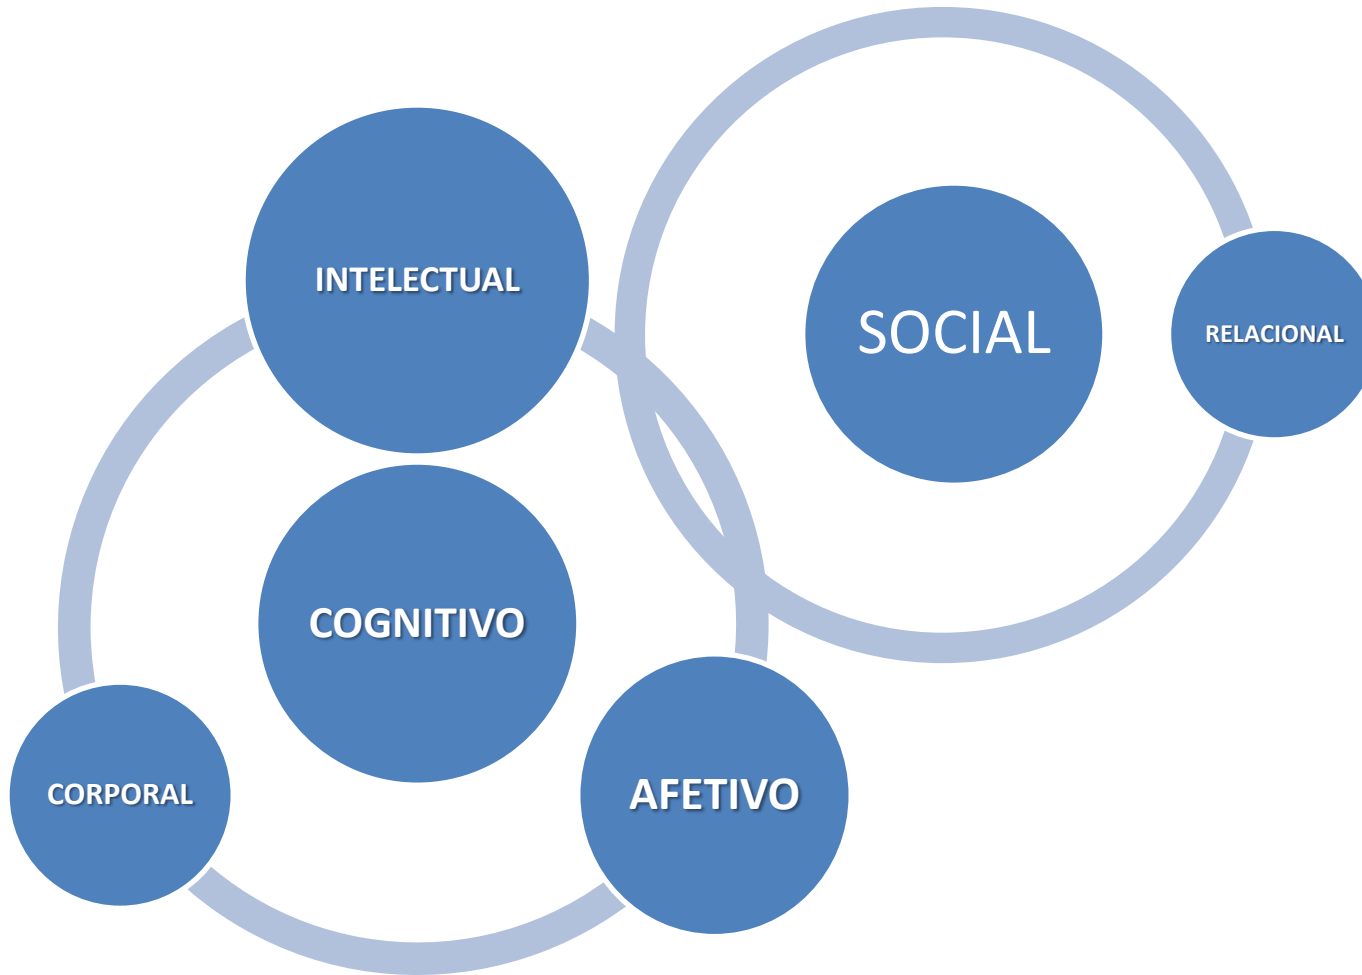 INTELECTUAL
SOCIAL
RELACIONAL
COGNITIVO
CORPORAL
AFETIVO